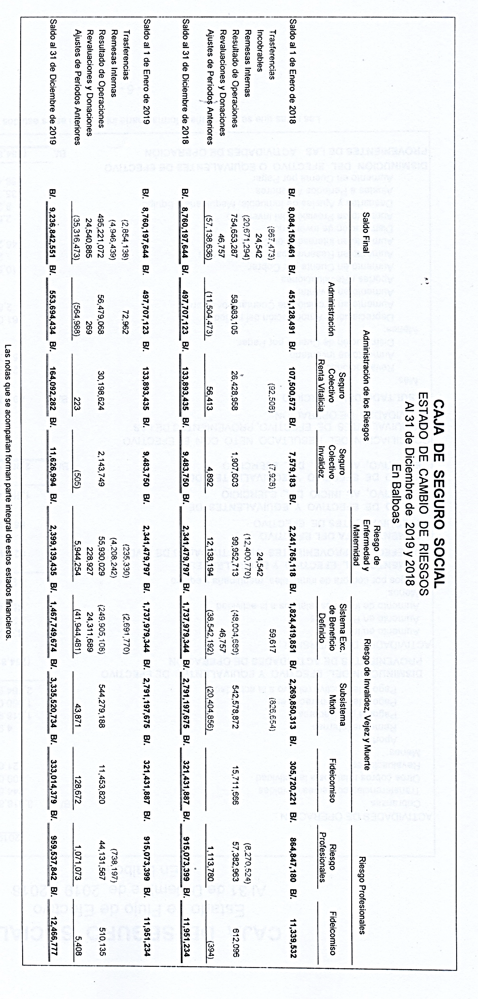 CAJA DE SEGURO SOCIAL
ESTADO DE CAMBIO DE RIESGOS
Al 31 de Diciembre de 2019 y 2018
En Balboas
Saldo Final Administración de los Riesgos Riesgo de Enfermedad y Maternidad Riesgo de Invalidez, Vejez y Muerte Riesgo Profesionales
Administración Seguro Colectivo Renta Vitalicia Seguro Colectivo Invalidez Sistema Exc. de Beneficio Definido Subsistema Mixto Fideicomiso Riesgo Profesionales Fideicomiso
Saldo al 1 de Enero de 2018 B/. 8,084,150,461 B/. 451,128,491 B/. 107,500,572 B/. 7,579,183 B/. 2,241,765,118 B/. 1,824,419,851 B/. 2,269,850,313 B/. 305,720,221 B/. 864,847,180 B/. 11,339,532
Trasferencias (867,473) (92,508) (7,928) 59,617 (826,654)
Incobrables 24,542 24,542
Remesas Internas (20,671,294) (12,400,770) (8,270,524)
Resultado de Operaciones 754,653,287 58,083,105 26,428,958 1,907,603 99,952,713 (48,004,689) 542,578,872 15,711,666 57,382,963 612,096
Revaluaciones y Donaciones 46,757 46,757
Ajustes de Periodos Anteriores (57,138,636) (11,504,473) 56,413 4,892 12,138,194 (38,542,192) (20,404,856) 1,113,780 (394)
Saldo al 31 de Diciembre de 2018 B/. 8,760,197,644 B/. 497,707,123 B/. 133,893,435 B/. 9,483,750 B/. 2,341,479,797 B/. 1,737,979,344 B/. 2,791,197,675 B/. 321,431,887 B/. 915,073,399 B/. 11,951,234
Saldo al 1 de Enero de 2019 B/. 8,760,197,644 B/. 497,707,123 B/. 133,893,435 B/. 9,483,750 B/. 2,341,479,797 B/. 1,737,979,344 B/. 2,791,197,675 B/. 321,431,887 B/. 915,073,399 B/. 11,951,234
Trasferencias (2,854,138) 72,962 (235,330) (2,691,770)
Remesas Internas (4,946,439) (4,208,242) (738,197)
Resultado de Operaciones 495,221,072 56,479,068 30,198,624 2,143,749 55,930,029 (249,905,108) 544,279,188 11,453,820 44,131,567 510,135
Revaluaciones y Donaciones 24,540,885 269 228,927 24,311,689
Ajustes de Periodos Anteriores (35,316,473) (564,988) 223 (505) 5,944,254 (41,944,481) 43,871 128,672 1,071,073 5,408
Saldo al 31 de Diciembre de 2019 B/. 9,236,842,551 B/. 553,694,434 B/. 164,092,282 B/. 11,626,994 B/. 2,399,139,435 B/. 1,467,749,674 B/. 3,335,520,734 B/. 333,014,379 B/. 959,537,842 B/. 12,466,777
Las notas que se acompañan forman parte integral de estos estados financieros.